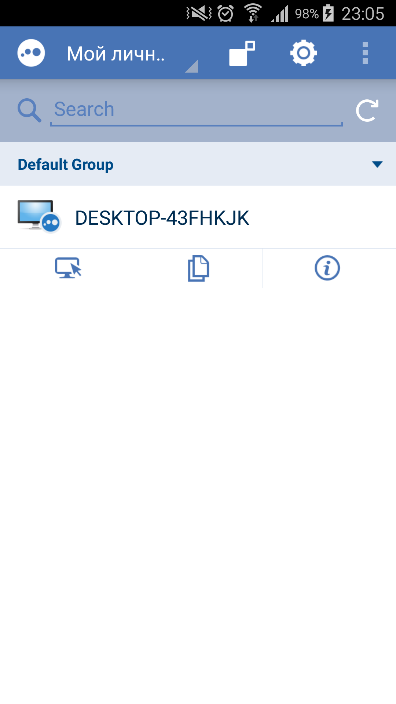 98% 23:05
Мой личн..
Search
Default Group
DESKTOP-43FHKJK